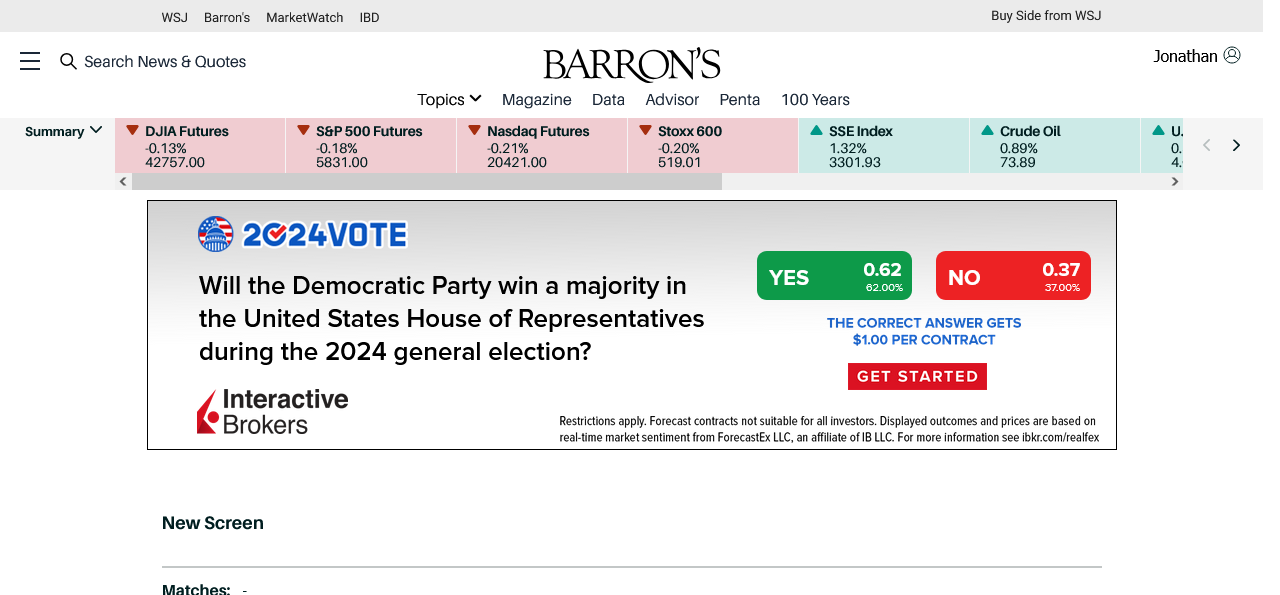 WSJ Barron's MarketWatch IBD Buy Side from WSJ
Search News & Quotes
BARRON'S
Jonathan
Topics Magazine Data Advisor Penta 100 Years
Summary
DJIA Futures
-0.13%
42757.00
S&P 500 Futures
-0.18%
5831.00
Nasdaq Futures
-0.21%
20421.00
Stoxx 600
-0.20%
519.01
SSE Index
1.32%
3301.93
Crude Oil
0.89%
73.89
U.
0.
4.
2024VOTE
Will the Democratic Party win a majority in
the United States House of Representatives
during the 2024 general election?
YES 0.62
62.00%
NO 0.37
37.00%
THE CORRECT ANSWER GETS
$1.00 PER CONTRACT
GET STARTED
Interactive
Brokers
Restrictions apply. Forecast contracts not suitable for all investors. Displayed outcomes and prices are based on
real-time market sentiment from ForecastEx LLC, an affiliate of IB LLC. For more information see ibkr.com/realfex
New Screen
Matches: -